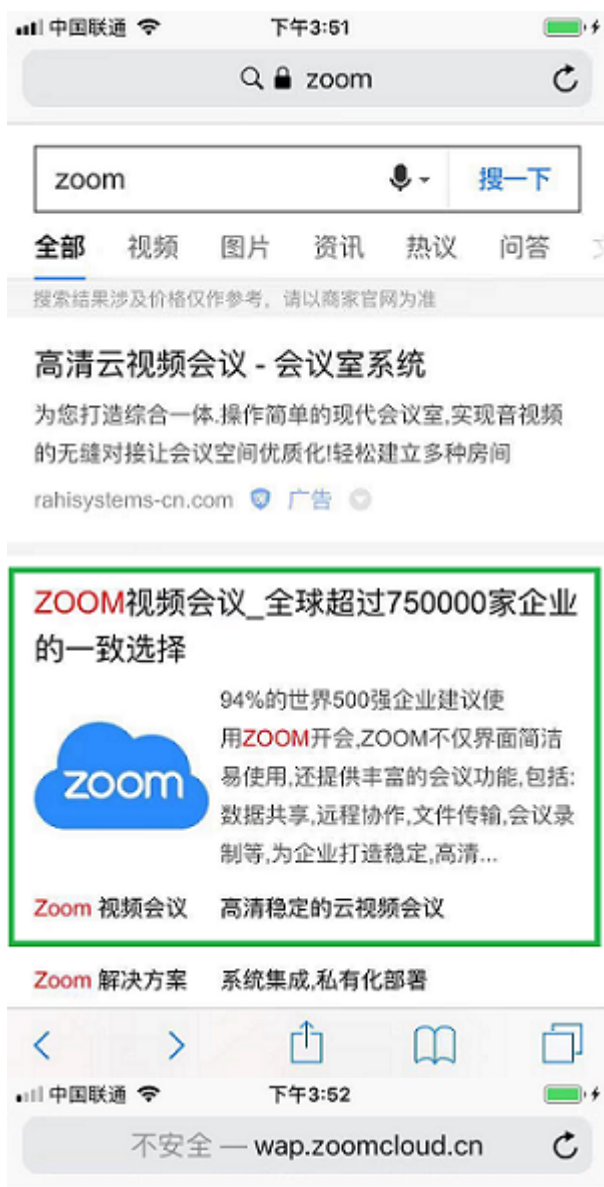 中国联通 下午3:51
zoom
zoom 搜一下
全部 视频 图片 资讯 热议 问答
搜索结果涉及价格仅作参考，请以商家官网为准
高清云视频会议 - 会议室系统
为您打造综合一体.操作简单的现代会议室,实现音视频
的无缝对接让会议空间优质化!轻松建立多种房间
rahisystems-cn.com 广告
ZOOM视频会议_全球超过750000家企业
的一致选择
94%的世界500强企业建议使
用ZOOM开会,ZOOM不仅界面简洁
易使用,还提供丰富的会议功能,包括:
数据共享,远程协作,文件传输,会议录
制等,为企业打造稳定,高清...
zoom
Zoom 视频会议 高清稳定的云视频会议
Zoom 解决方案 系统集成,私有化部署
中国联通 下午3:52
不安全 — wap.zoomcloud.cn